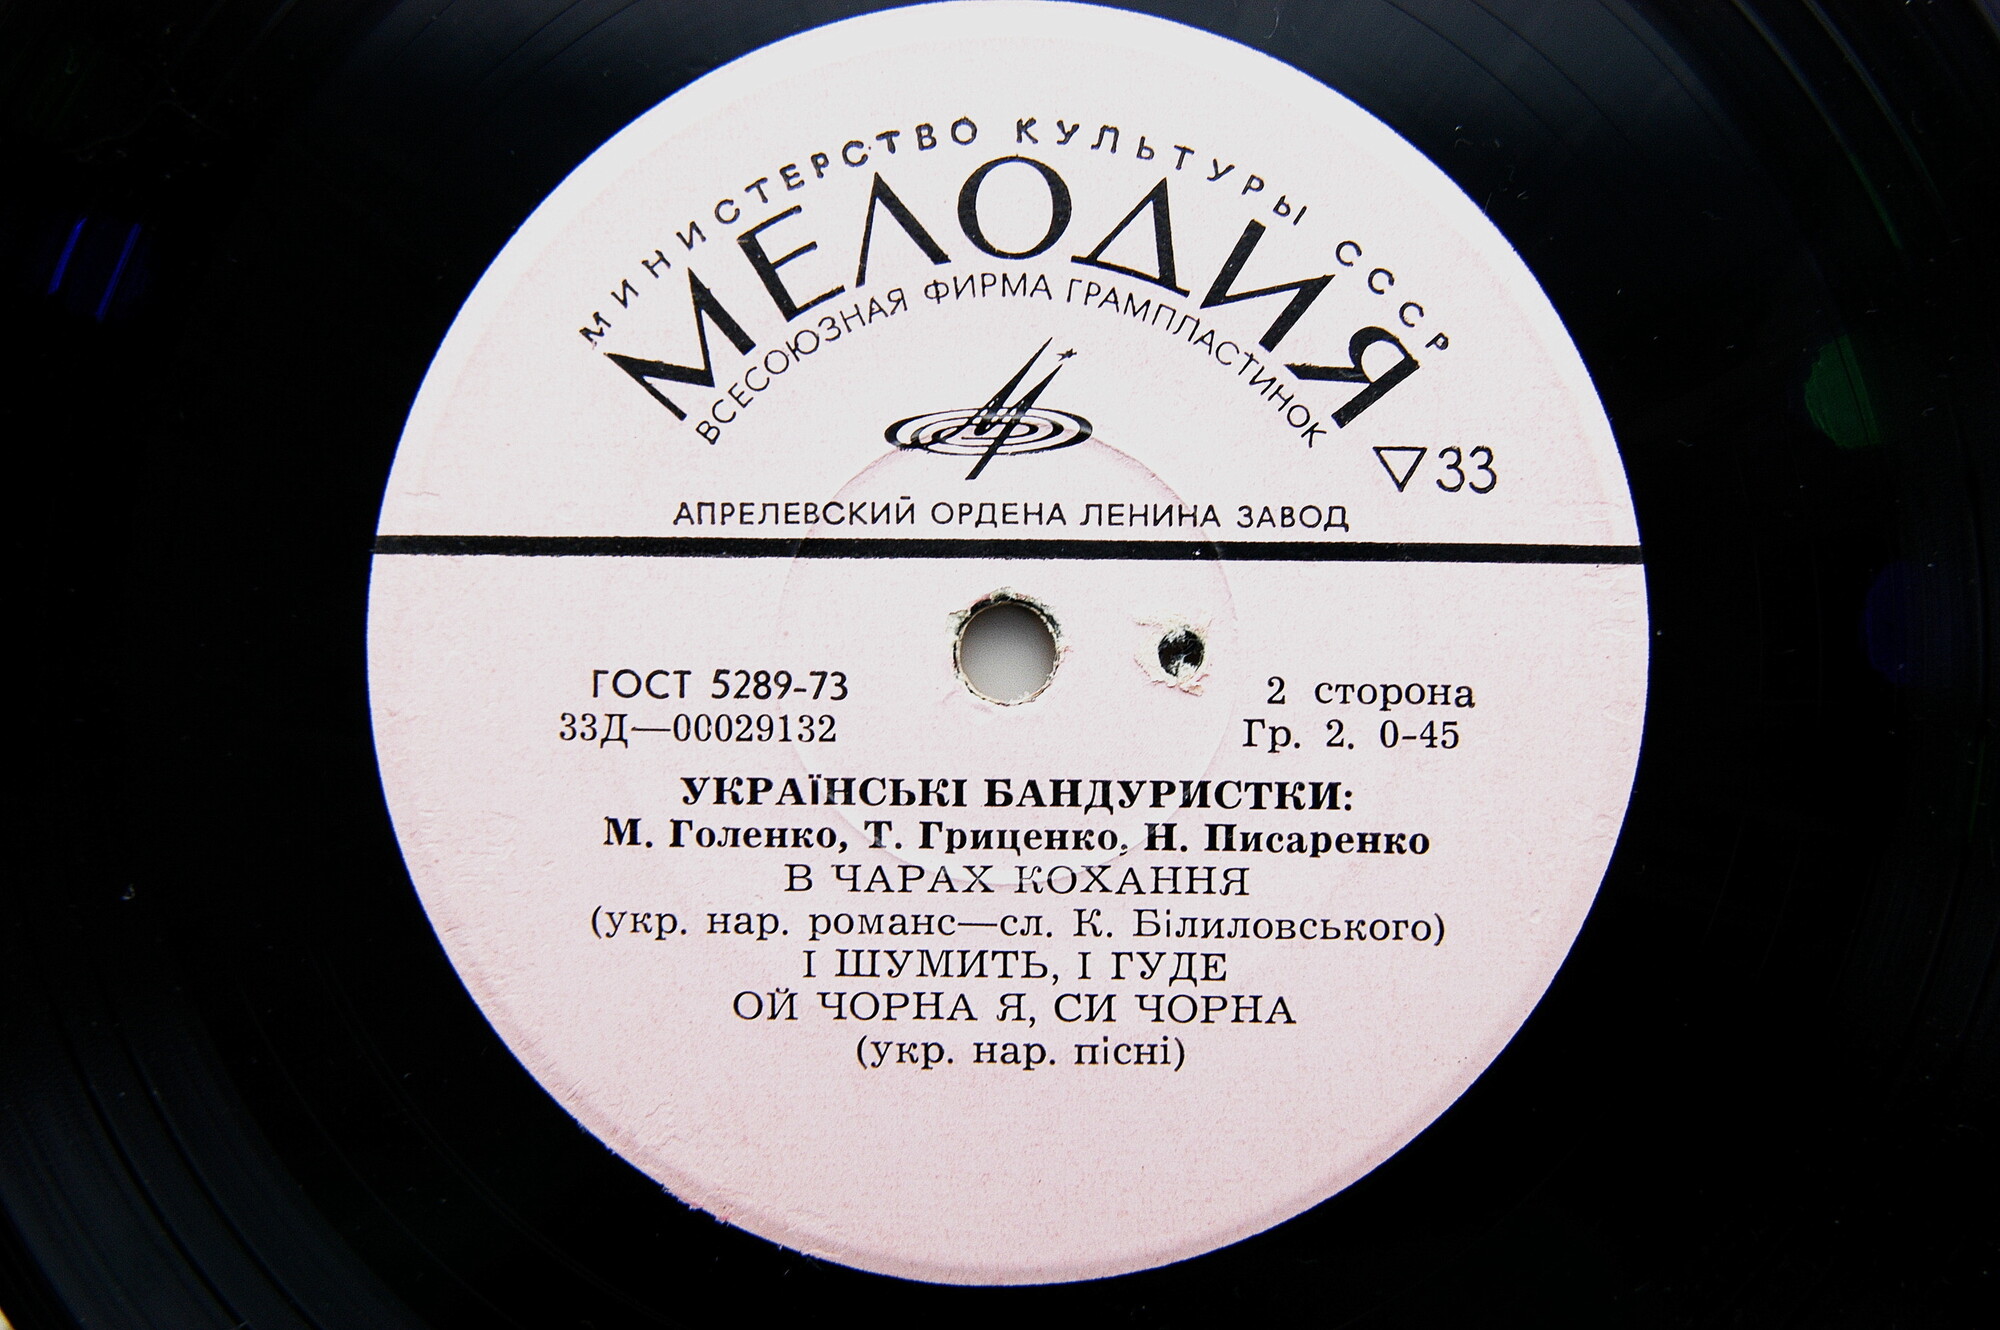 МИНИСТЕРСТВО КУЛЬТУРЫ СССР
МЕЛОДИЯ
ВСЕСОЮЗНАЯ ФИРМА ГРАМПЛАСТИНОК
▽33
АПРЕЛЕВСКИЙ ОРДЕНА ЛЕНИНА ЗАВОД
ГОСТ 5289-73
33Д—00029132
2 сторона
Гр. 2. 0-45
УКРАЇНСЬКІ БАНДУРИСТКИ:
М. Голенко, Т. Гриценко, Н. Писаренко
В ЧАРАХ КОХАННЯ
(укр. нар. романс—сл. К. Білиловського)
І ШУМИТЬ, І ГУДЕ
ОЙ ЧОРНА Я, СИ ЧОРНА
(укр. нар. пісні)